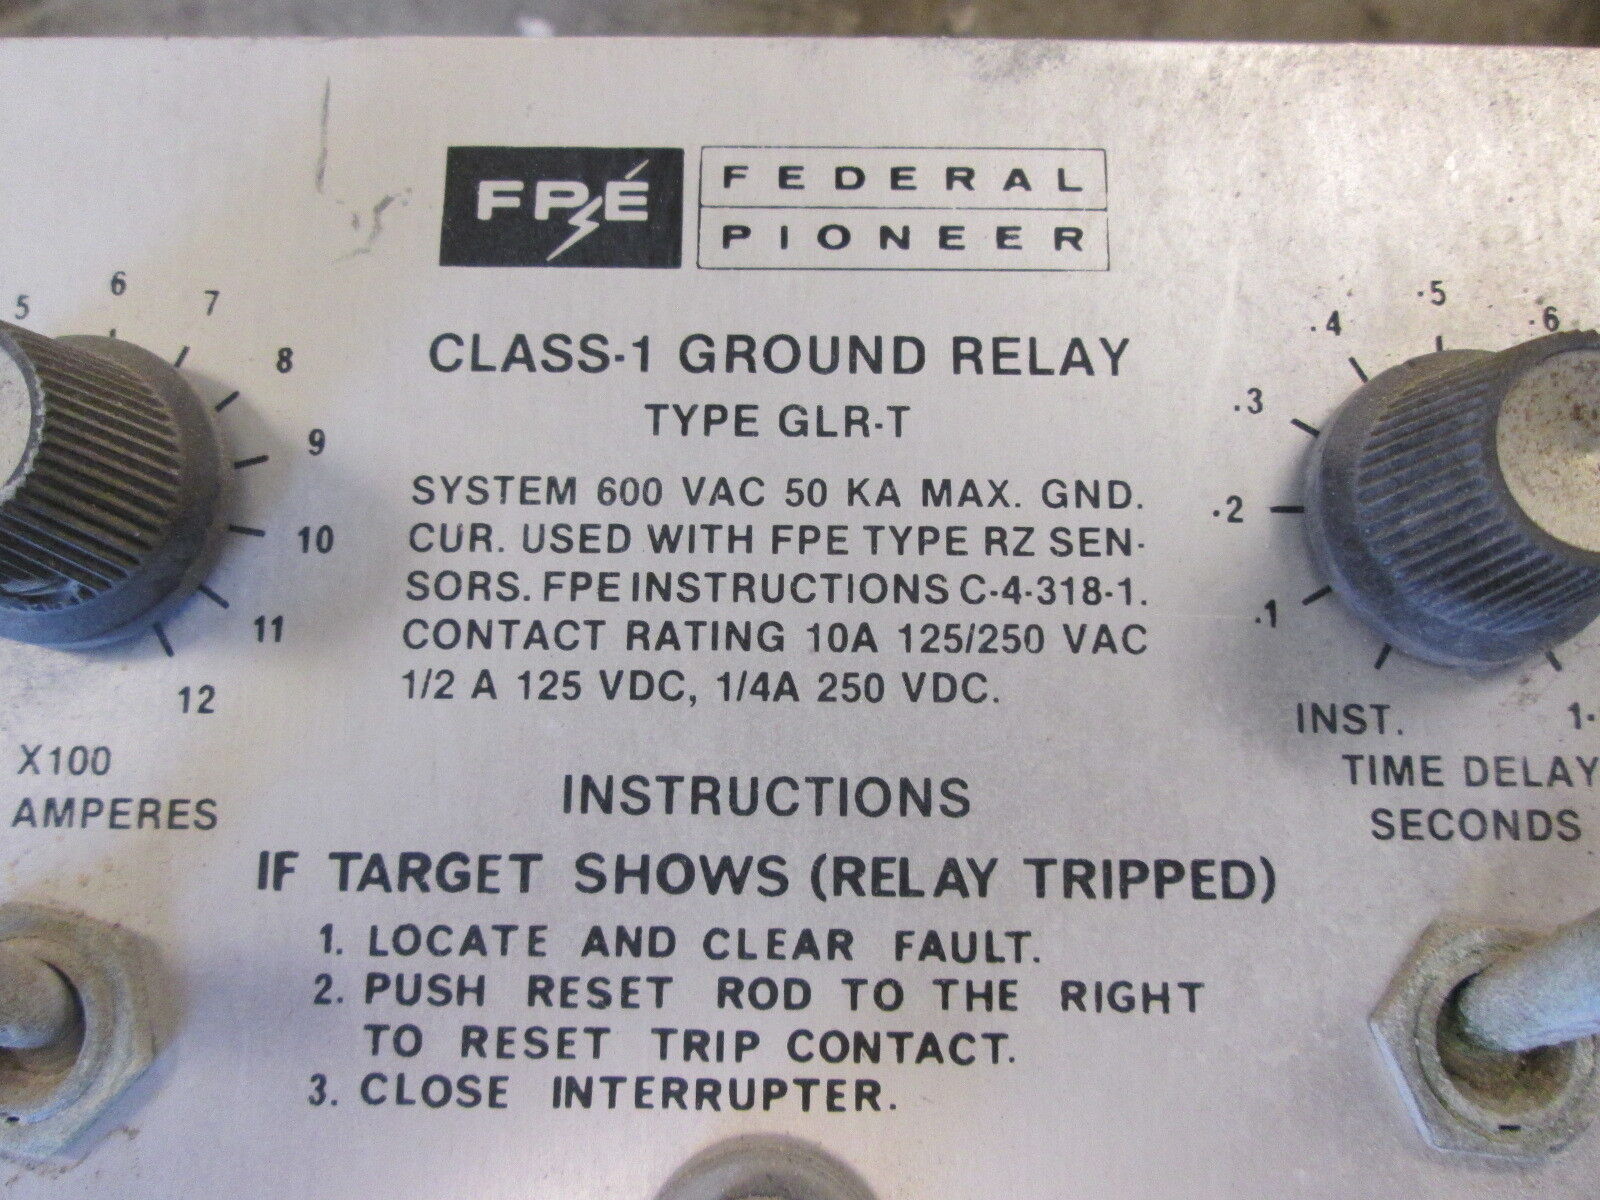 FPÉ
FEDERAL
PIONEER
CLASS-1 GROUND RELAY
TYPE GLR-T
SYSTEM 600 VAC 50 KA MAX. GND.
CUR. USED WITH FPE TYPE RZ SEN-
SORS. FPE INSTRUCTIONS C-4-318-1.
CONTACT RATING 10A 125/250 VAC
1/2 A 125 VDC, 1/4A 250 VDC.
5
6
7
8
9
10
11
12
X100
AMPERES
INST.
.1
.2
.3
.4
.5
.6
1.
TIME DELAY
SECONDS
INSTRUCTIONS
IF TARGET SHOWS (RELAY TRIPPED)
1. LOCATE AND CLEAR FAULT.
2. PUSH RESET ROD TO THE RIGHT
TO RESET TRIP CONTACT.
3. CLOSE INTERRUPTER.